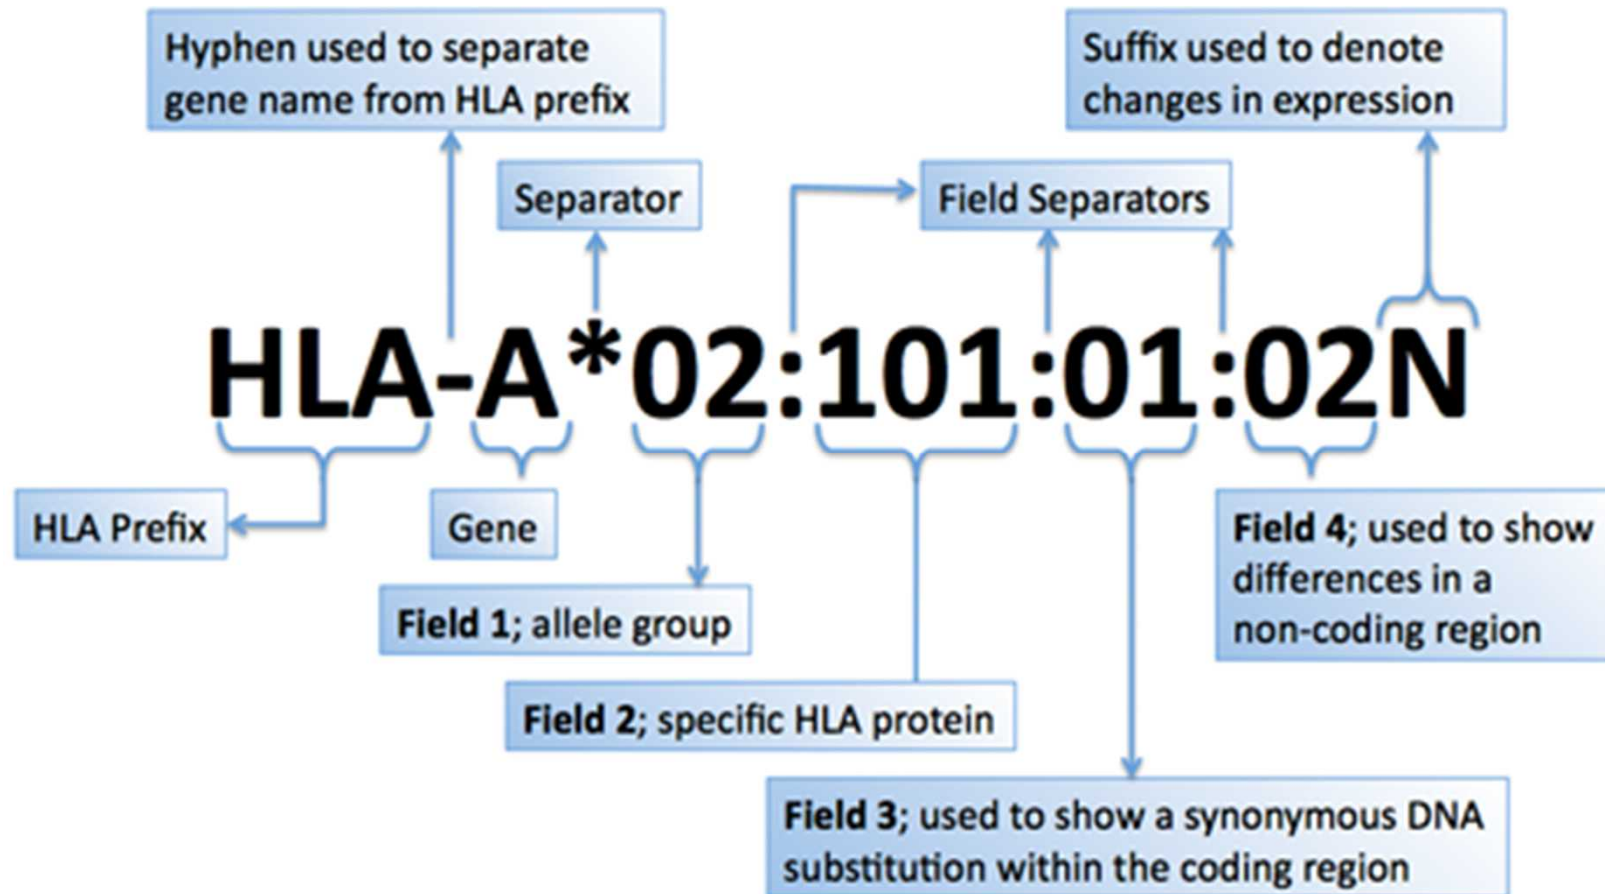 Hyphen used to separate
gene name from HLA prefix
Suffix used to denote
changes in expression
Separator
Field Separators
HLA-A*02:101:01:02N
HLA Prefix
Gene
Field 1; allele group
Field 2; specific HLA protein
Field 3; used to show a synonymous DNA
substitution within the coding region
Field 4; used to show
differences in a
non-coding region